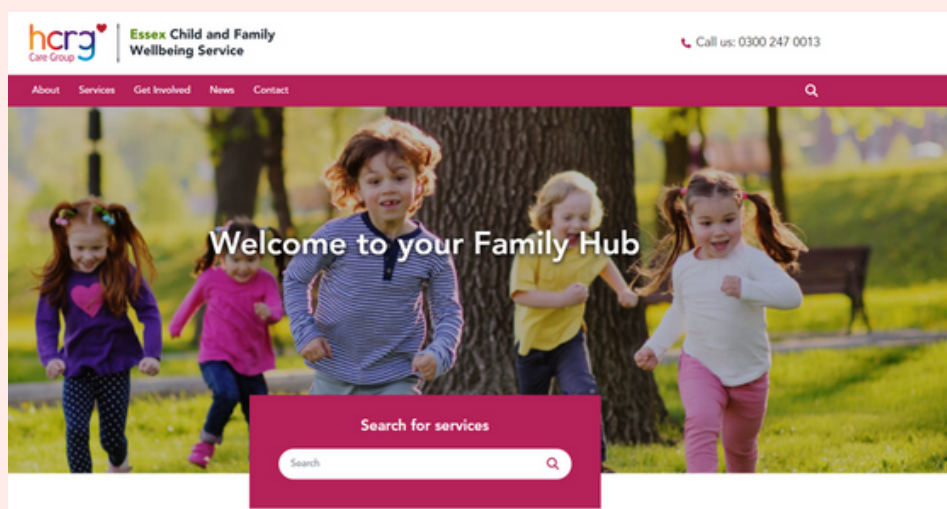 hcrg
Care Group
Essex Child and Family
Wellbeing Service
Call us: 0300 247 0013
About Services Get Involved News Contact
Welcome to your Family Hub
Search for services
Search